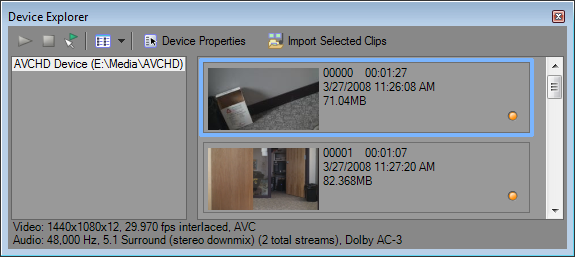 Device Explorer
Device Properties Import Selected Clips
AVCHD Device (E:\Media\AVCHD)
00000 00:01:27
3/27/2008 11:26:08 AM
71.04MB
00001 00:01:07
3/27/2008 11:27:20 AM
82.368MB
Video: 1440x1080x12, 29.970 fps interlaced, AVC
Audio: 48,000 Hz, 5.1 Surround (stereo downmix) (2 total streams), Dolby AC-3